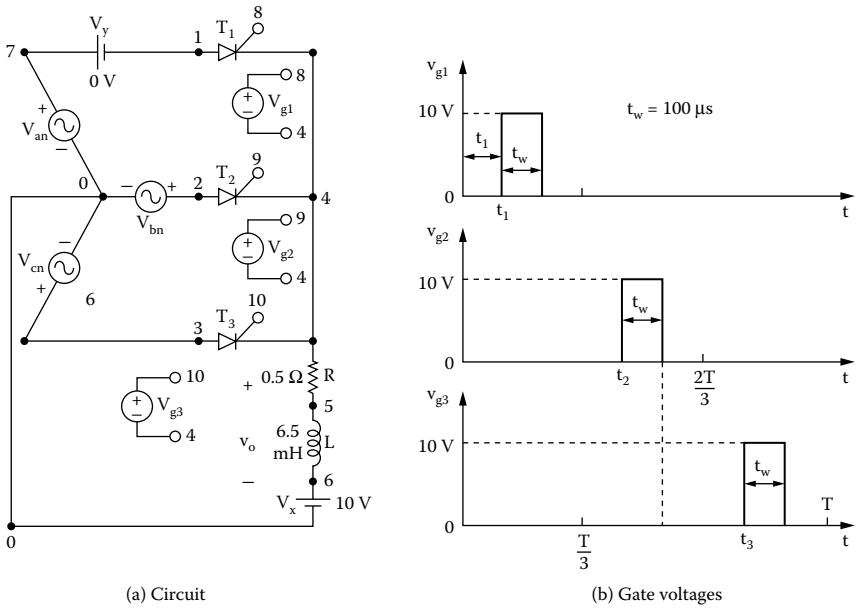 8
V_y
1
T_1
7
0 V
8
+
V_an
−
+
−
V_g1
4
9
0
−
+
2
T_2
4
V_bn
9
+
−
V_g2
4
−
V_cn
+
6
10
3
T_3
10
+
−
V_g3
4
+
0.5 Ω
R
5
v_o
6.5
mH
L
−
6
V_x
10 V
0
(a) Circuit
v_g1
10 V
t_w = 100 μs
t_1
t_w
0
t_1
t
v_g2
10 V
t_w
0
t_2
2T
3
t
v_g3
10 V
t_w
T
0
T
3
t_3
t
(b) Gate voltages